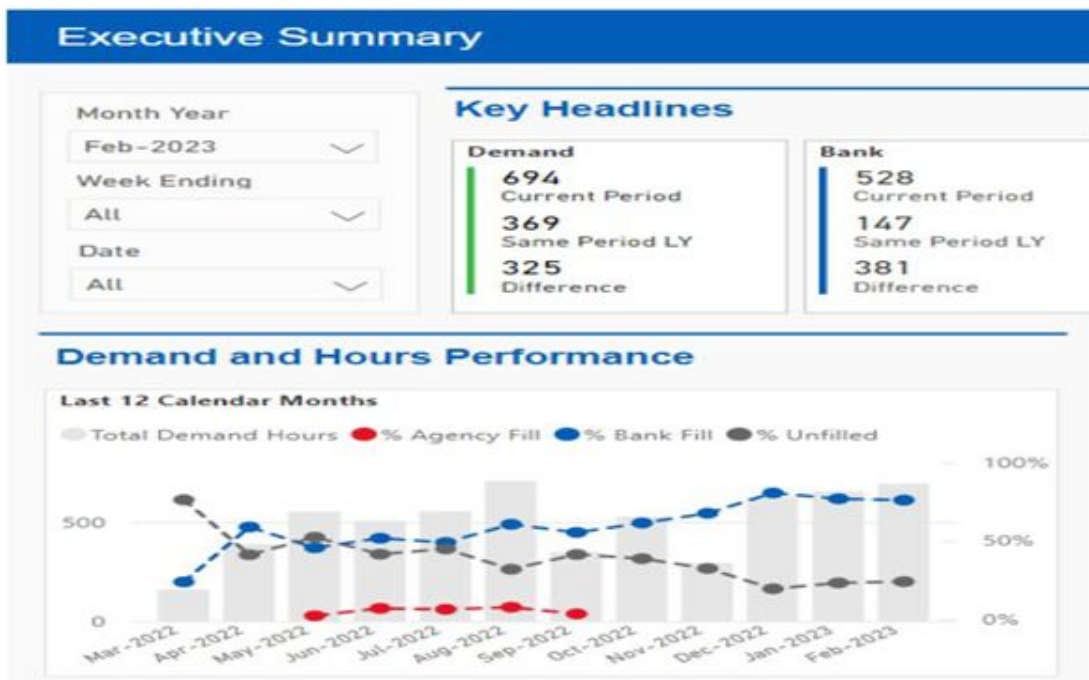 Executive Summary
Month Year
Feb-2023
Week Ending
All
Date
All
Key Headlines
Demand
694
Current Period
369
Same Period LY
325
Difference
Bank
528
Current Period
147
Same Period LY
381
Difference
Demand and Hours Performance
Last 12 Calendar Months
Total Demand Hours % Agency Fill % Bank Fill % Unfilled
100%
500
50%
0
0%
Mar-2022 Apr-2022 May-2022 Jun-2022 Jul-2022 Aug-2022 Sep-2022 Oct-2022 Nov-2022 Dec-2022 Jan-2023 Feb-2023